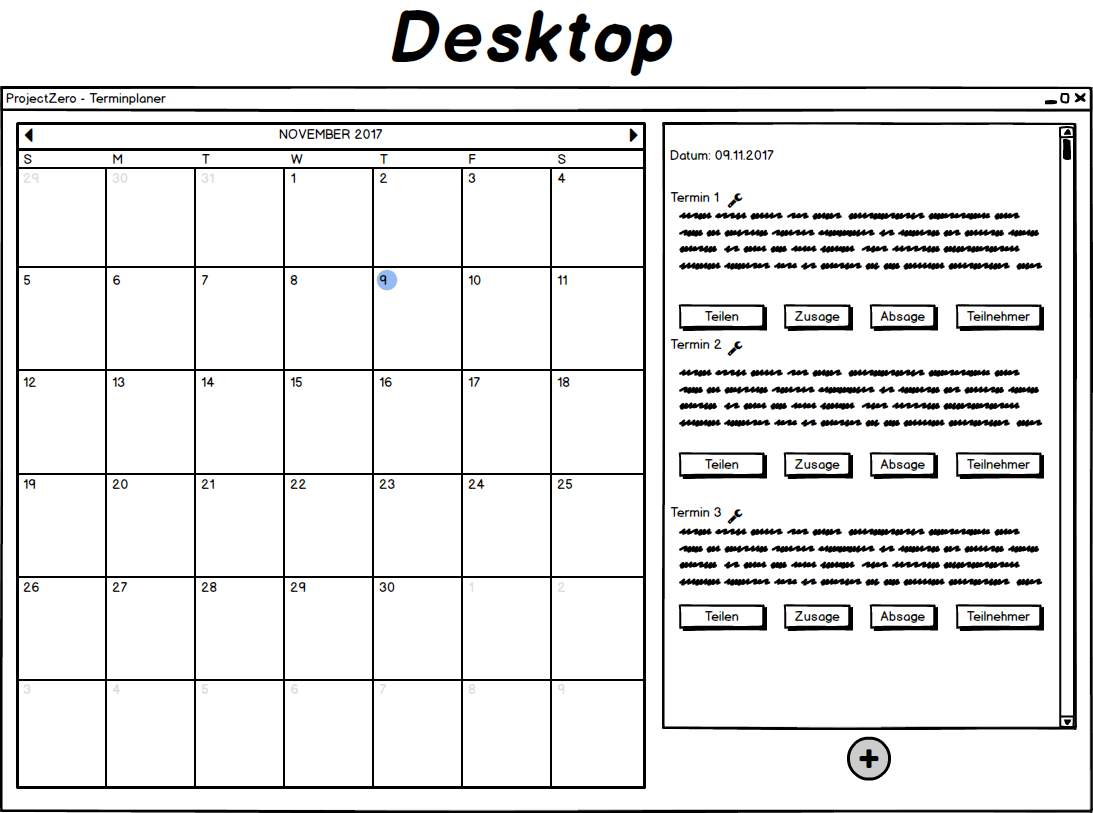 Desktop
ProjectZero - Terminplaner
NOVEMBER 2017
S M T W T F S
29 30 31 1 2 3 4
5 6 7 8 9 10 11
12 13 14 15 16 17 18
19 20 21 22 23 24 25
26 27 28 29 30 1 2
3 4 5 6 7 8 9
Datum: 09.11.2017
Termin 1
Teilen Zusage Absage Teilnehmer
Termin 2
Teilen Zusage Absage Teilnehmer
Termin 3
Teilen Zusage Absage Teilnehmer